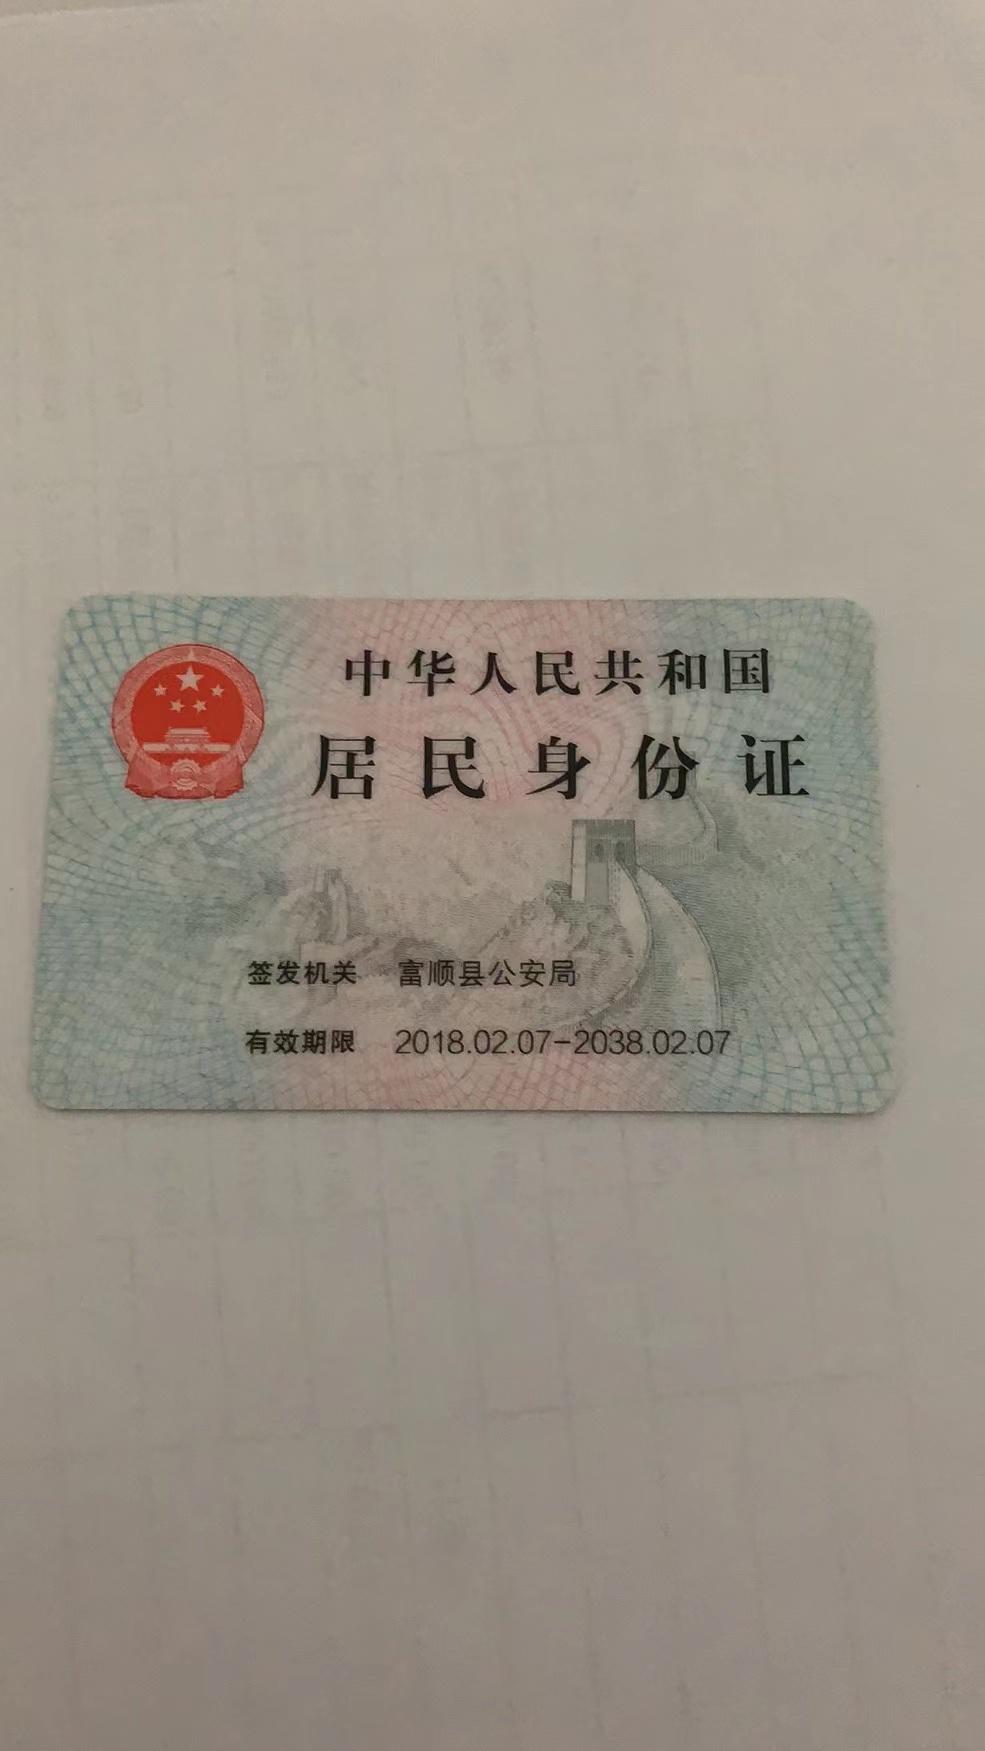 中华人民共和国
居民身份证
签发机关 富顺县公安局
有效期限 2018.02.07-2038.02.07